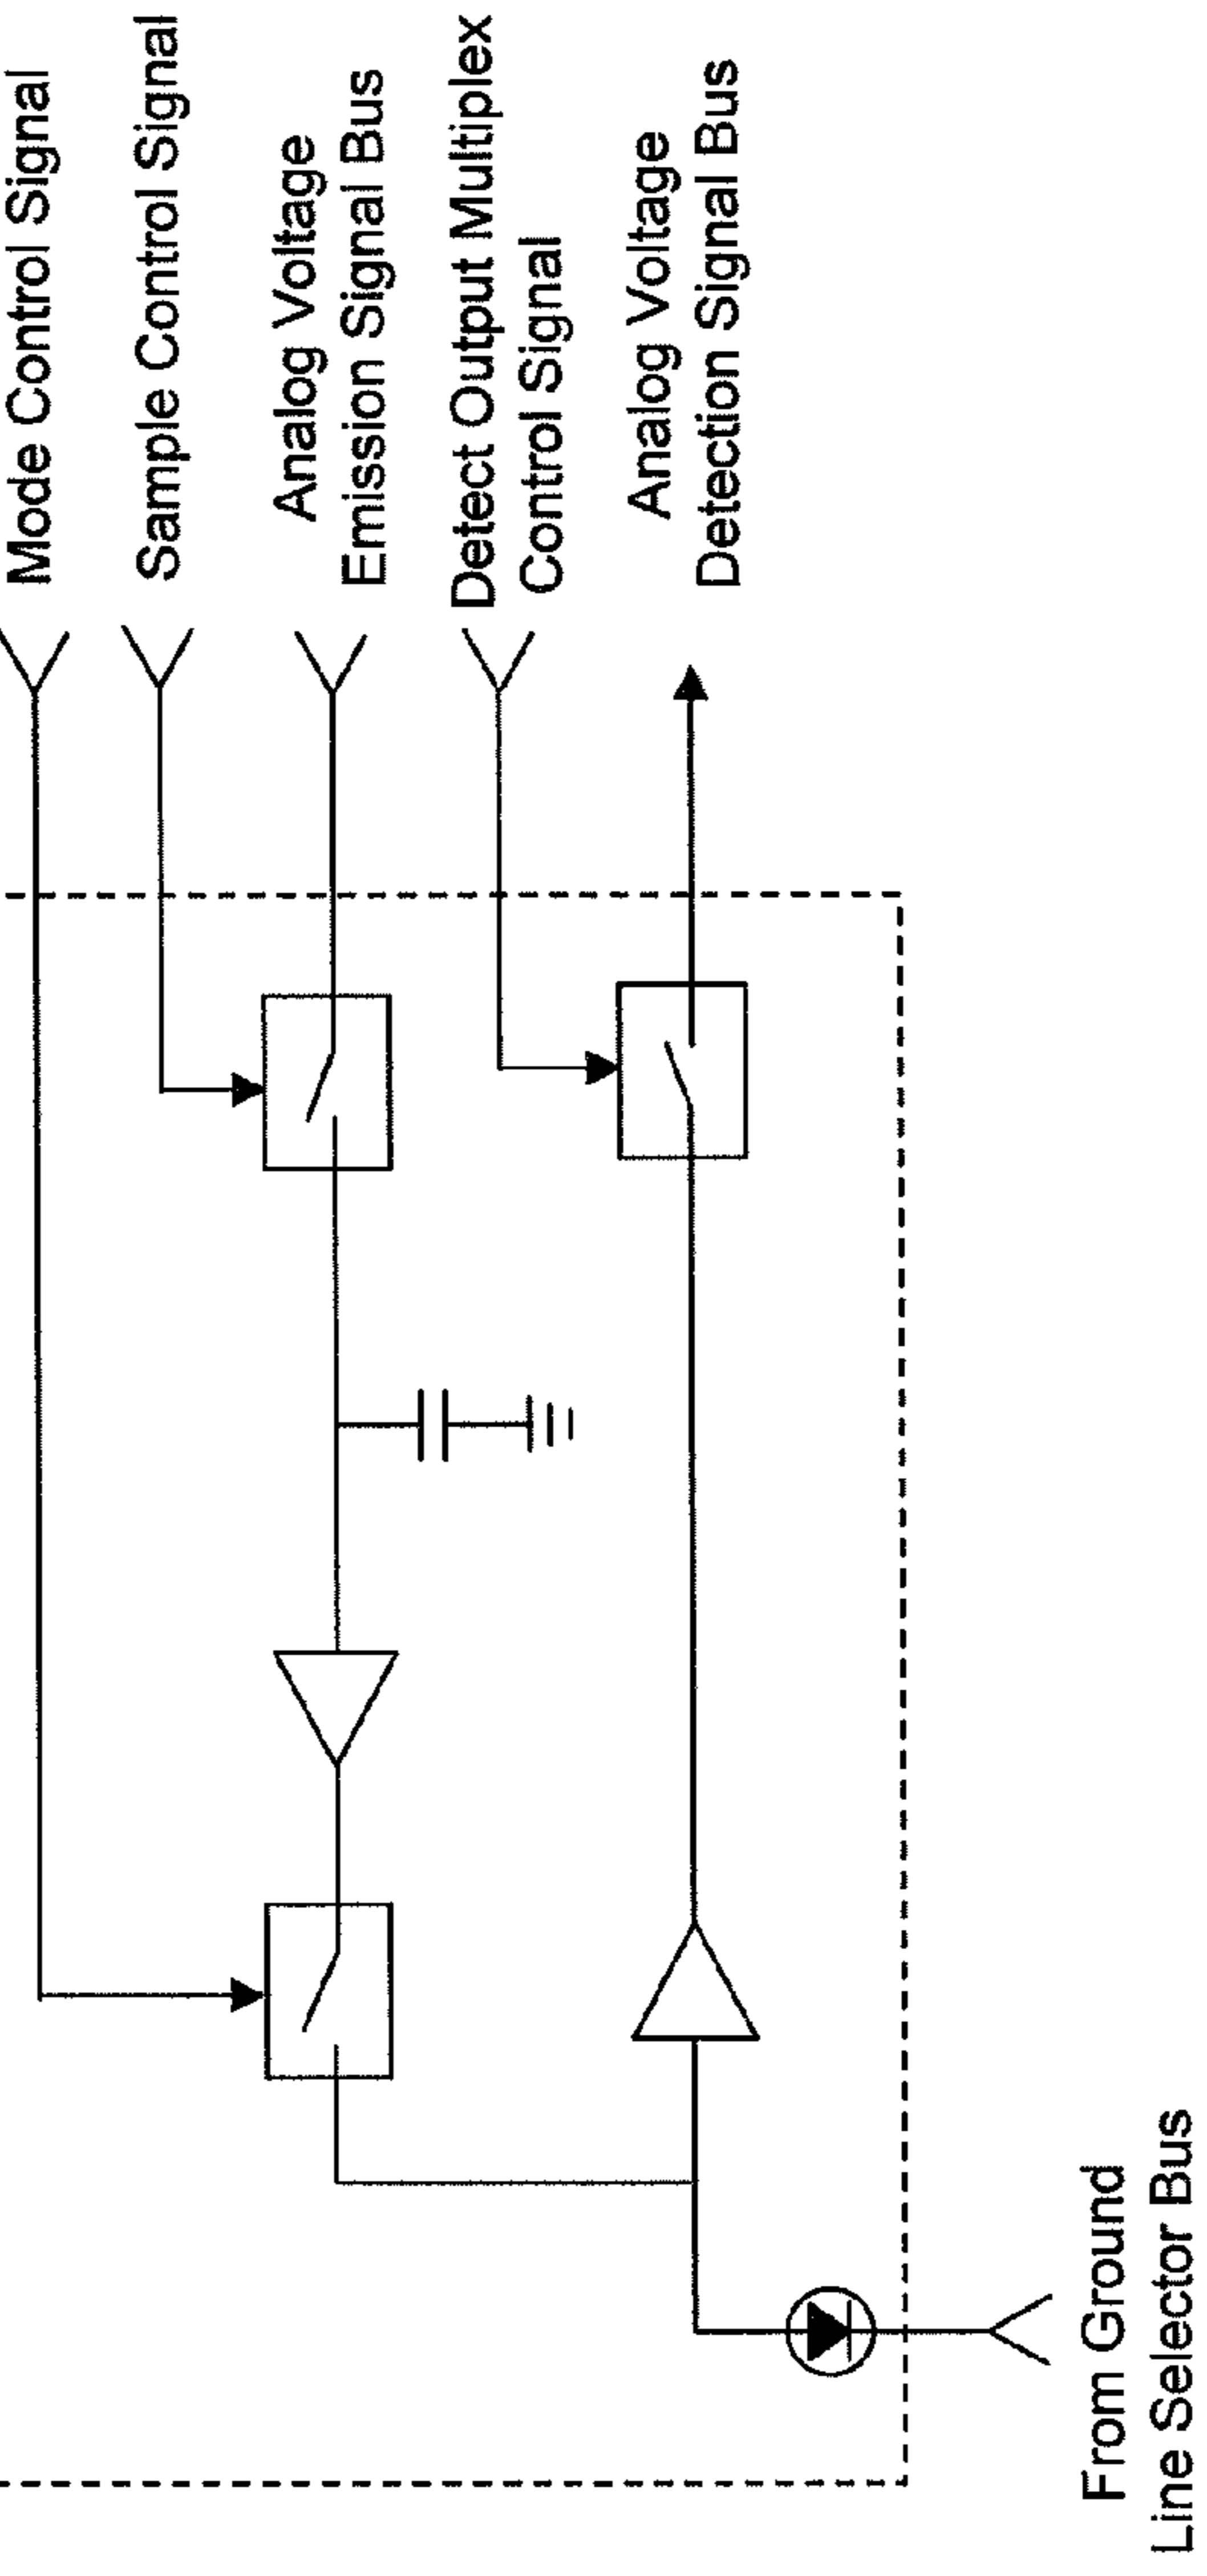 Mode Control Signal
Sample Control Signal
Analog Voltage
Emission Signal Bus
Detect Output Multiplex
Control Signal
Analog Voltage
Detection Signal Bus
From Ground
Line Selector Bus